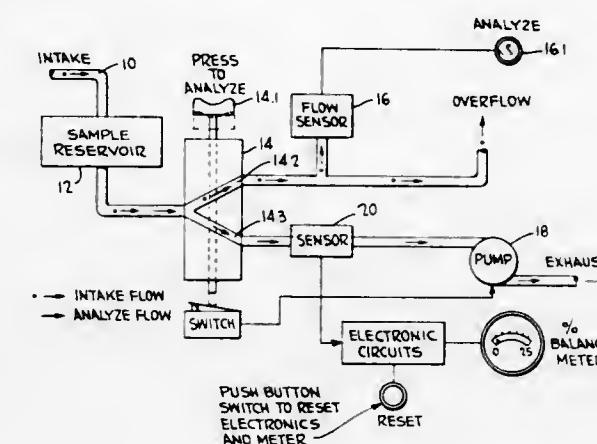 ANALYZE
INTAKE
10
16.1
PRESS
TO
ANALYZE
14.1
FLOW
SENSOR
16
OVERFLOW
SAMPLE
RESERVOIR
12
14
14.2
14.3
20
SENSOR
18
PUMP
EXHAUS
INTAKE FLOW
ANALYZE FLOW
SWITCH
ELECTRONIC
CIRCUITS
0 25
%
BALANC
METER
PUSH BUTTON
SWITCH TO RESET
ELECTRONICS
AND METER
RESET